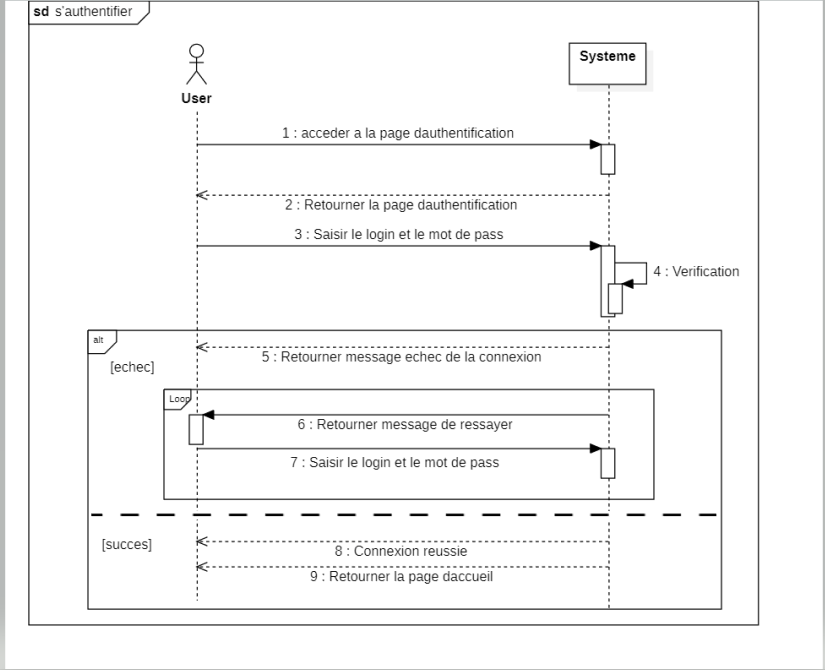 sd s'authentifier
User
Systeme
1 : acceder a la page dauthentification
2 : Retourner la page dauthentification
3 : Saisir le login et le mot de pass
4 : Verification
alt
[echec]
5 : Retourner message echec de la connexion
Loop
6 : Retourner message de ressayer
7 : Saisir le login et le mot de pass
[succes]
8 : Connexion reussie
9 : Retourner la page daccueil